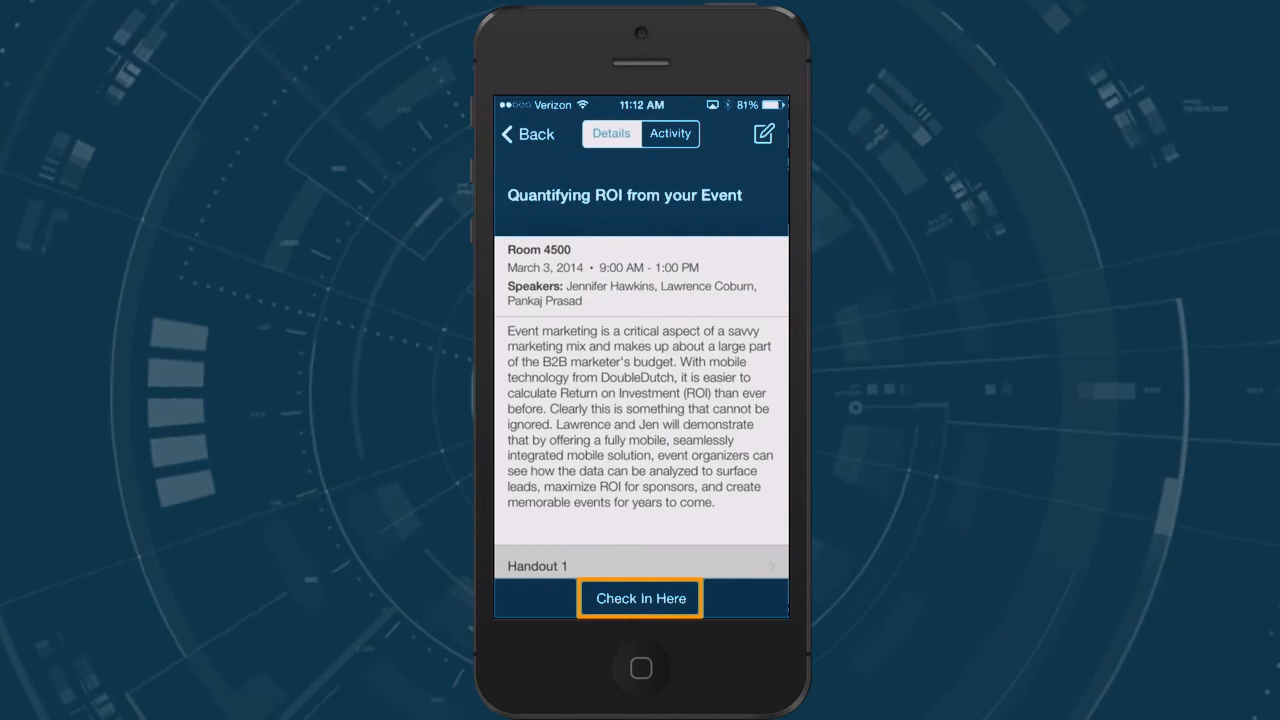 Verizon 11:12 AM 81%
Back Details Activity
Quantifying ROI from your Event
Room 4500
March 3, 2014 • 9:00 AM - 1:00 PM
Speakers: Jennifer Hawkins, Lawrence Coburn,
Pankaj Prasad
Event marketing is a critical aspect of a savvy
marketing mix and makes up about a large part
of the B2B marketer's budget. With mobile
technology from DoubleDutch, it is easier to
calculate Return on Investment (ROI) than ever
before. Clearly this is something that cannot be
ignored. Lawrence and Jen will demonstrate
that by offering a fully mobile, seamlessly
integrated mobile solution, event organizers can
see how the data can be analyzed to surface
leads, maximize ROI for sponsors, and create
memorable events for years to come.
Handout 1
Check In Here